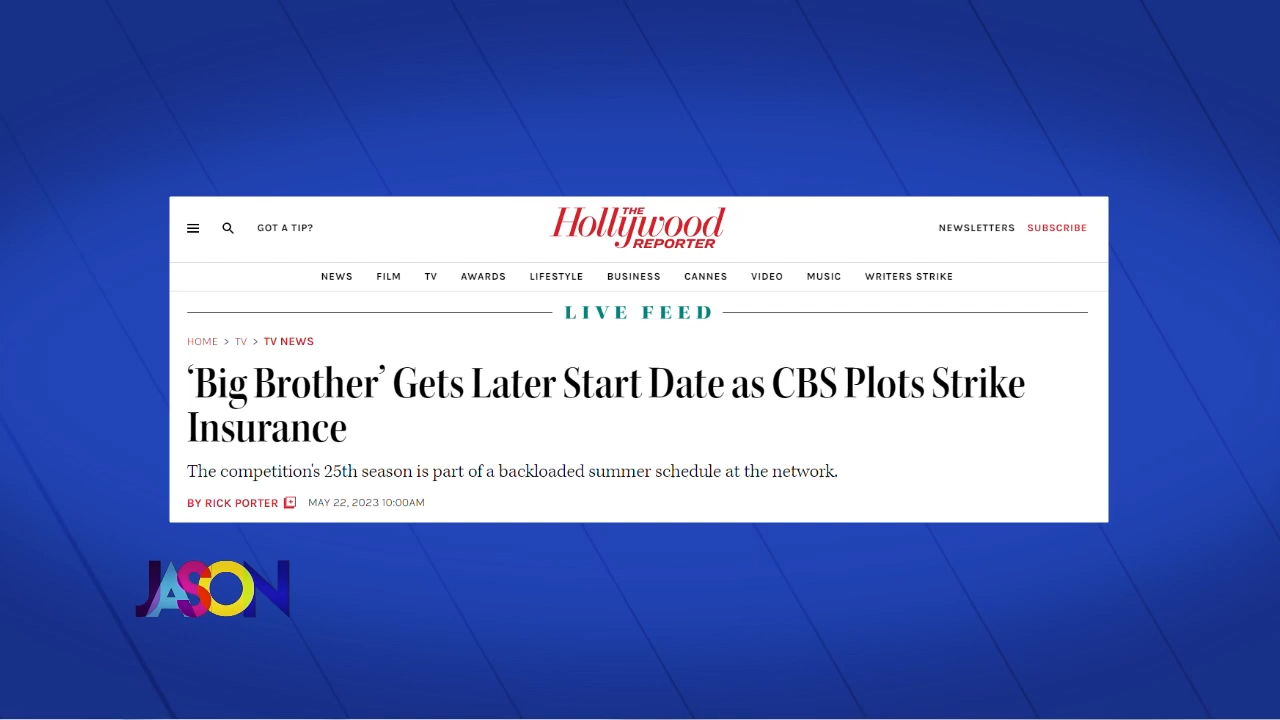 GOT A TIP?
THE
Hollywood
REPORTER
NEWSLETTERS SUBSCRIBE
NEWS FILM TV AWARDS LIFESTYLE BUSINESS CANNES VIDEO MUSIC WRITERS STRIKE
LIVE FEED
HOME > TV > TV NEWS
‘Big Brother’ Gets Later Start Date as CBS Plots Strike
Insurance
The competition's 25th season is part of a backloaded summer schedule at the network.
BY RICK PORTER MAY 22, 2023 10:00AM
JASON